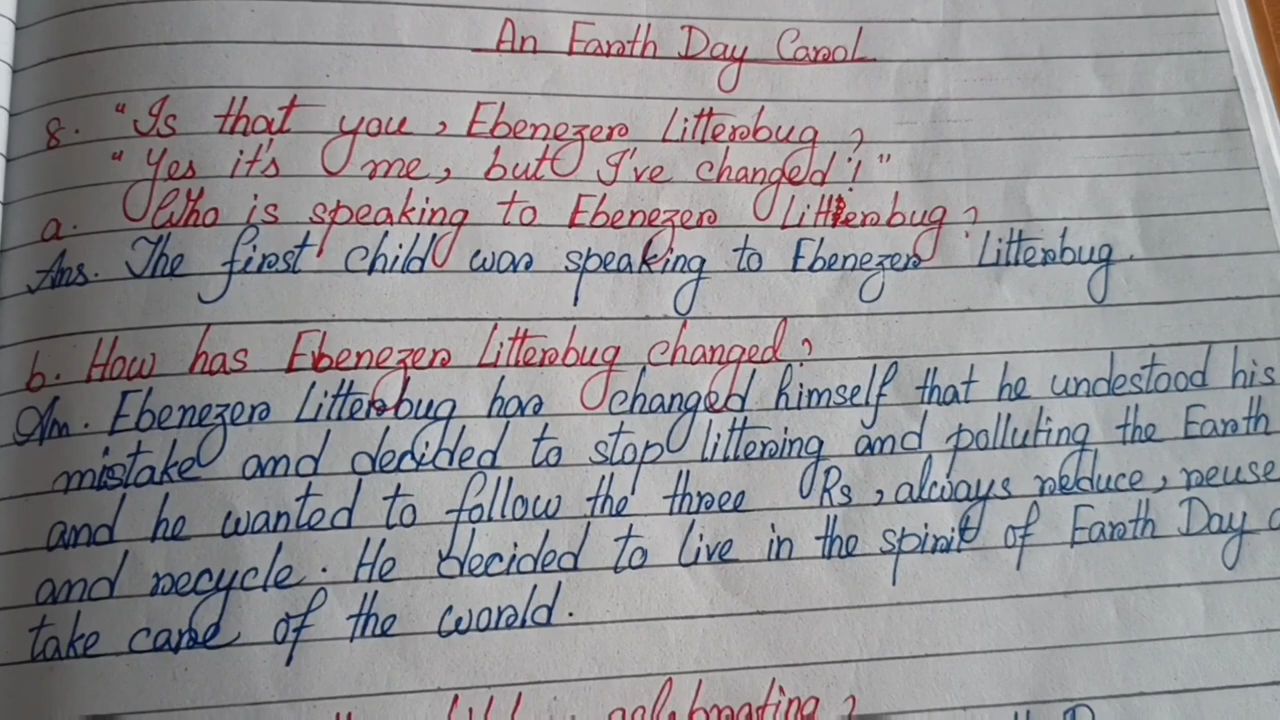 An Earth Day Carol
8. "Is that you, Ebenezer Litterbug?
"Yes it's me, but I've changed!"
a. Who is speaking to Ebenezer Litterbug?
Ans. The first child was speaking to Ebenezer Litterbug.
b. How has Ebenezer Litterbug changed?
Ans. Ebenezer Litterbug has changed himself that he undestood his
mistake and decided to stop littering and polluting the Earth
and he wanted to follow the three Rs, always reduce, reuse
and recycle. He decided to live in the spirit of Earth Day
take care of the world.
celebrating?